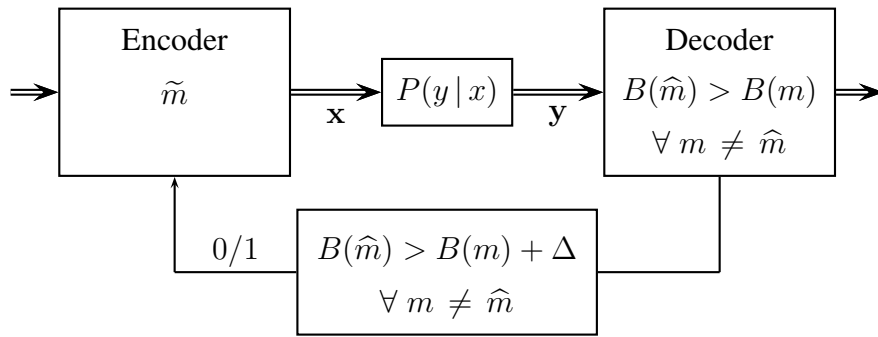 Encoder
m̃
x
P(y | x)
y
Decoder
B(m̂) > B(m)
∀ m ≠ m̂
0/1
B(m̂) > B(m) + Δ
∀ m ≠ m̂